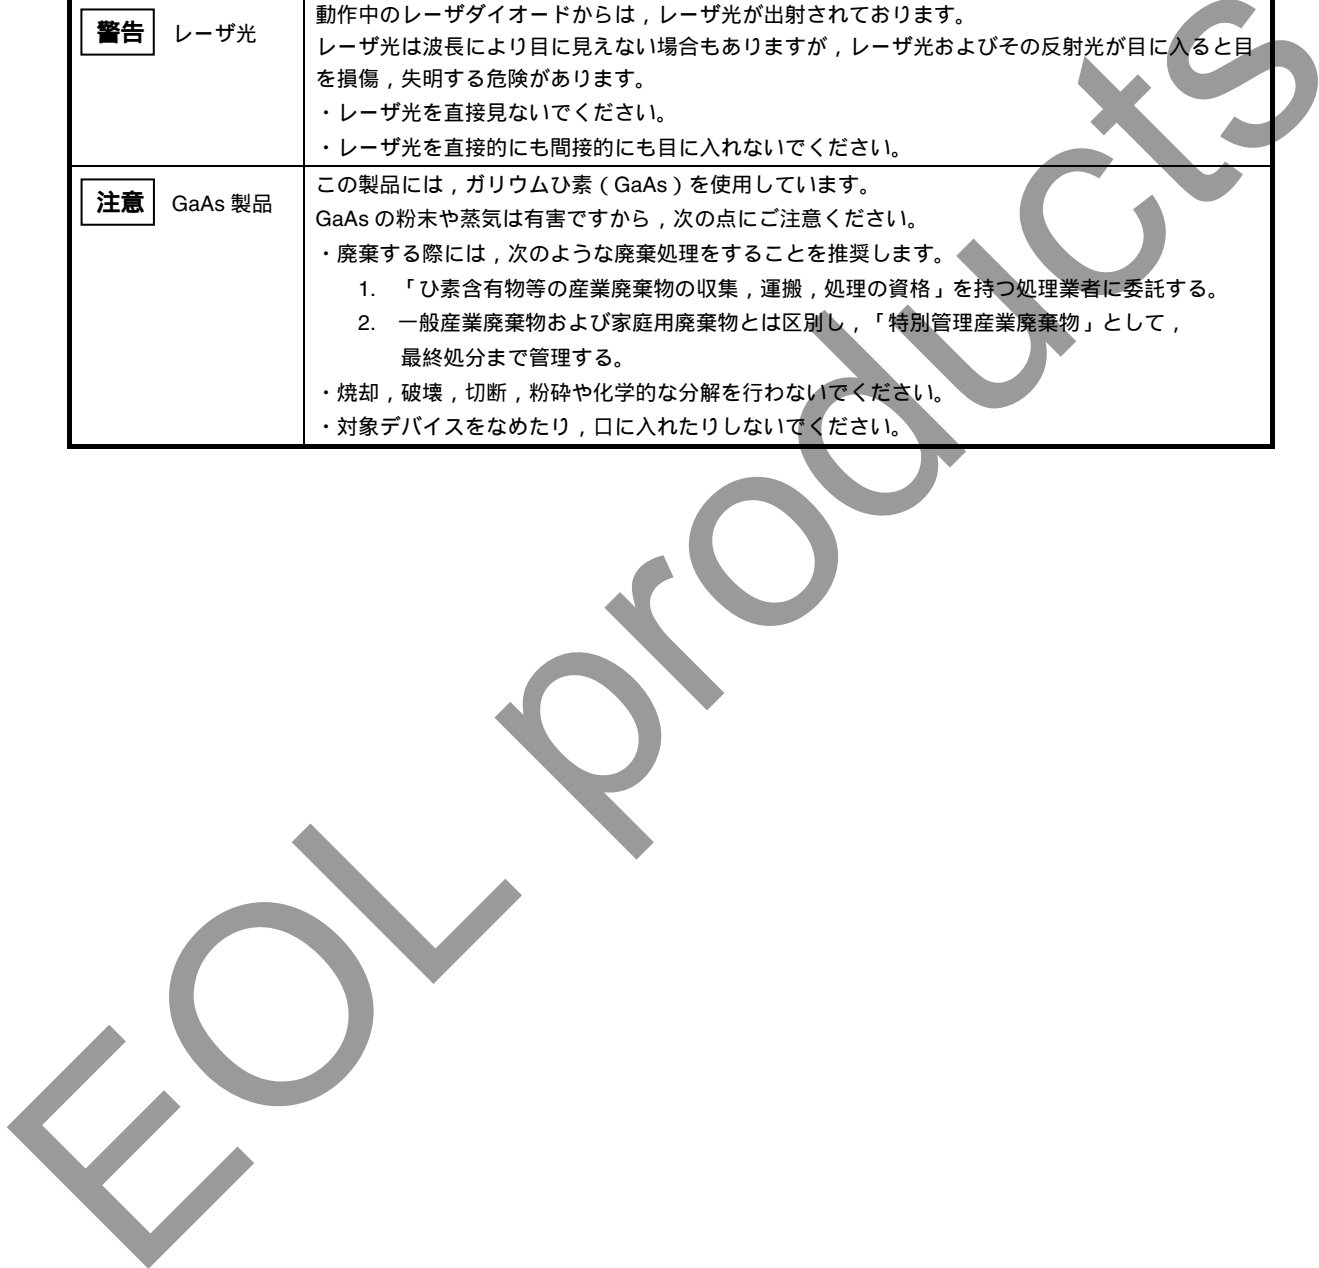 警告 レーザ光
動作中のレーザダイオードからは，レーザ光が出射されております。
レーザ光は波長により目に見えない場合もありますが，レーザ光およびその反射光が目に入ると目
を損傷，失明する危険があります。
・レーザ光を直接見ないでください。
・レーザ光を直接的にも間接的にも目に入れないでください。
注意 GaAs 製品
この製品には，ガリウムひ素（GaAs）を使用しています。
GaAs の粉末や蒸気は有害ですから，次の点にご注意ください。
・廃棄する際には，次のような廃棄処理をすることを推奨します。
1. 「ひ素含有物等の産業廃棄物の収集，運搬，処理の資格」を持つ処理業者に委託する。
2. 一般産業廃棄物および家庭用廃棄物とは区別し，「特別管理産業廃棄物」として，
最終処分まで管理する。
・焼却，破壊，切断，粉砕や化学的な分解を行わないでください。
・対象デバイスをなめたり，口に入れたりしないでください。
EOL products